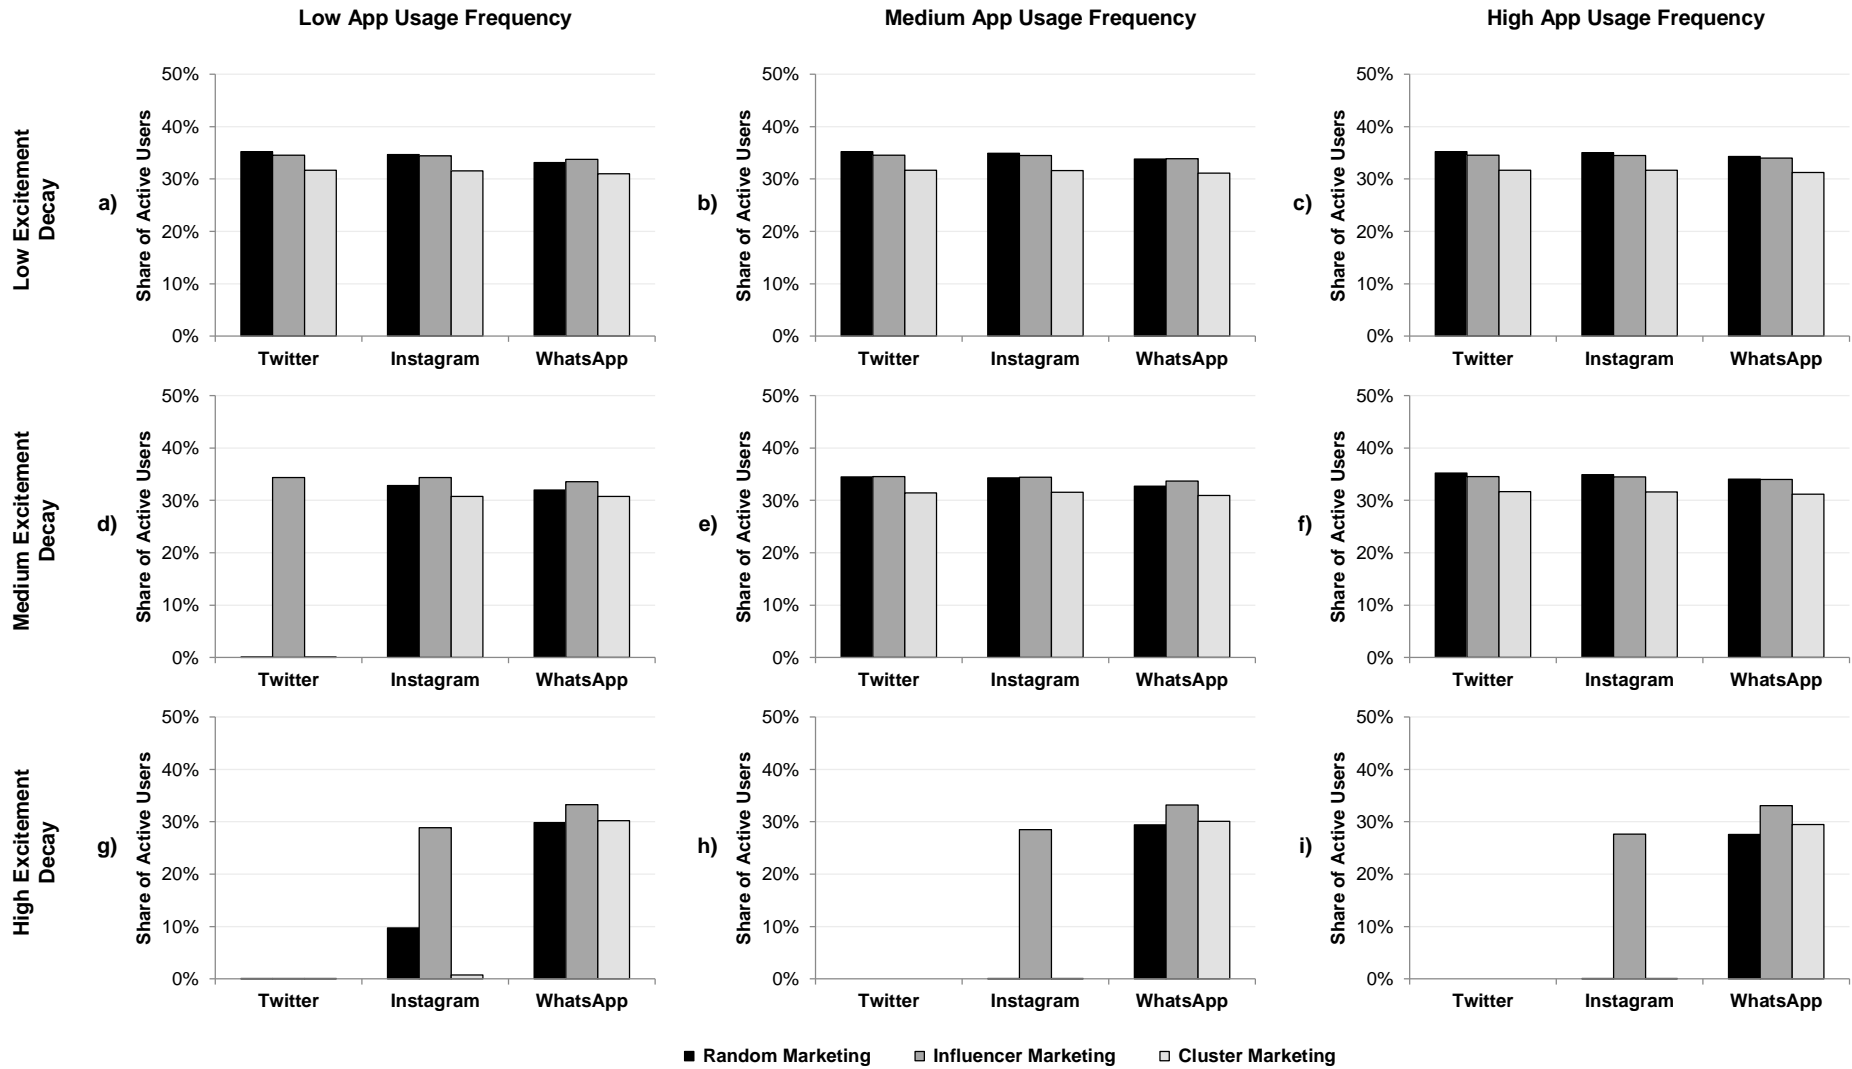 Low App Usage Frequency
Medium App Usage Frequency
High App Usage Frequency
Low Excitement
Decay
a)
Share of Active Users
50%
40%
30%
20%
10%
0%
Twitter Instagram WhatsApp
b)
Share of Active Users
50%
40%
30%
20%
10%
0%
Twitter Instagram WhatsApp
c)
Share of Active Users
50%
40%
30%
20%
10%
0%
Twitter Instagram WhatsApp
Medium Excitement
Decay
d)
Share of Active Users
50%
40%
30%
20%
10%
0%
Twitter Instagram WhatsApp
e)
Share of Active Users
50%
40%
30%
20%
10%
0%
Twitter Instagram WhatsApp
f)
Share of Active Users
50%
40%
30%
20%
10%
0%
Twitter Instagram WhatsApp
High Excitement
Decay
g)
Share of Active Users
50%
40%
30%
20%
10%
0%
Twitter Instagram WhatsApp
h)
Share of Active Users
50%
40%
30%
20%
10%
0%
Twitter Instagram WhatsApp
i)
Share of Active Users
50%
40%
30%
20%
10%
0%
Twitter Instagram WhatsApp
Random Marketing Influencer Marketing Cluster Marketing